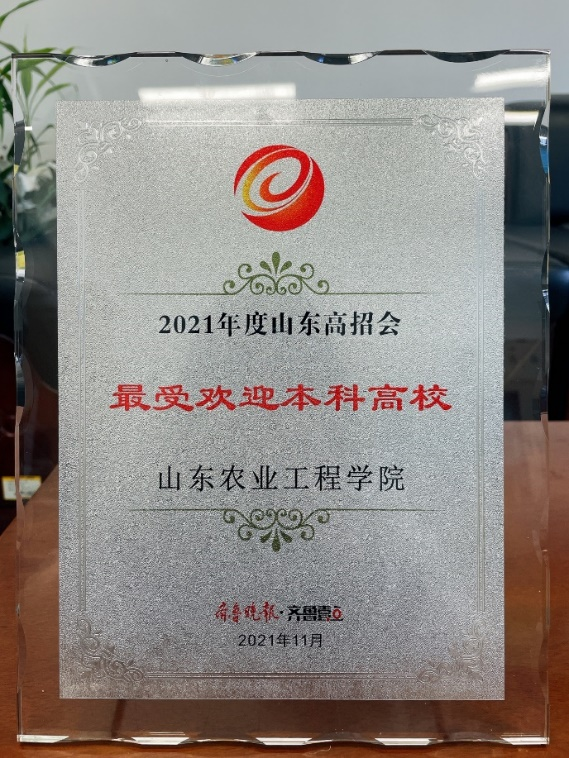 2021年度山东高招会
最受欢迎本科高校
山东农业工程学院
齐鲁晚报·齐鲁壹点
2021年11月